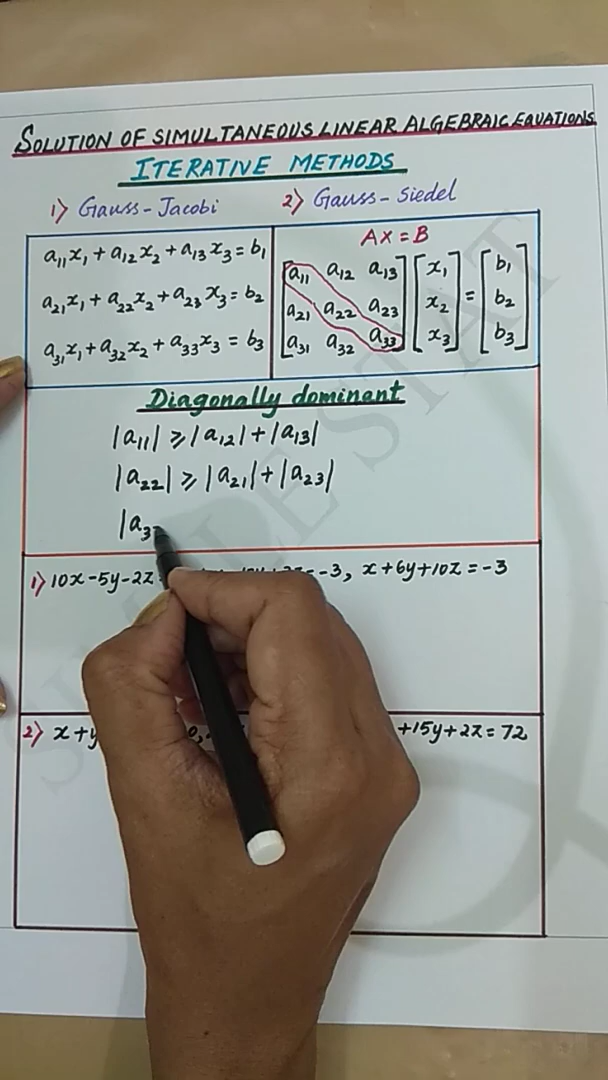 SOLUTION OF SIMULTANEOUS LINEAR ALGEBRAIC EQUATIONS
ITERATIVE METHODS
1) Gauss-Jacobi 2) Gauss-Siedel
a₁₁x₁ + a₁₂x₂ + a₁₃x₃ = b₁
a₂₁x₁ + a₂₂x₂ + a₂₃x₃ = b₂
a₃₁x₁ + a₃₂x₂ + a₃₃x₃ = b₃
AX = B
a₁₁ a₁₂ a₁₃ x₁ b₁
a₂₁ a₂₂ a₂₃ x₂ = b₂
a₃₁ a₃₂ a₃₃ x₃ b₃
Diagonally dominant
|a₁₁| ⩾ |a₁₂| + |a₁₃|
|a₂₂| ⩾ |a₂₁| + |a₂₃|
|a₃
1) 10x-5y-2z = -3, x+6y+10z = -3
2) x+y +15y+2z = 72
SIMPLE STAT